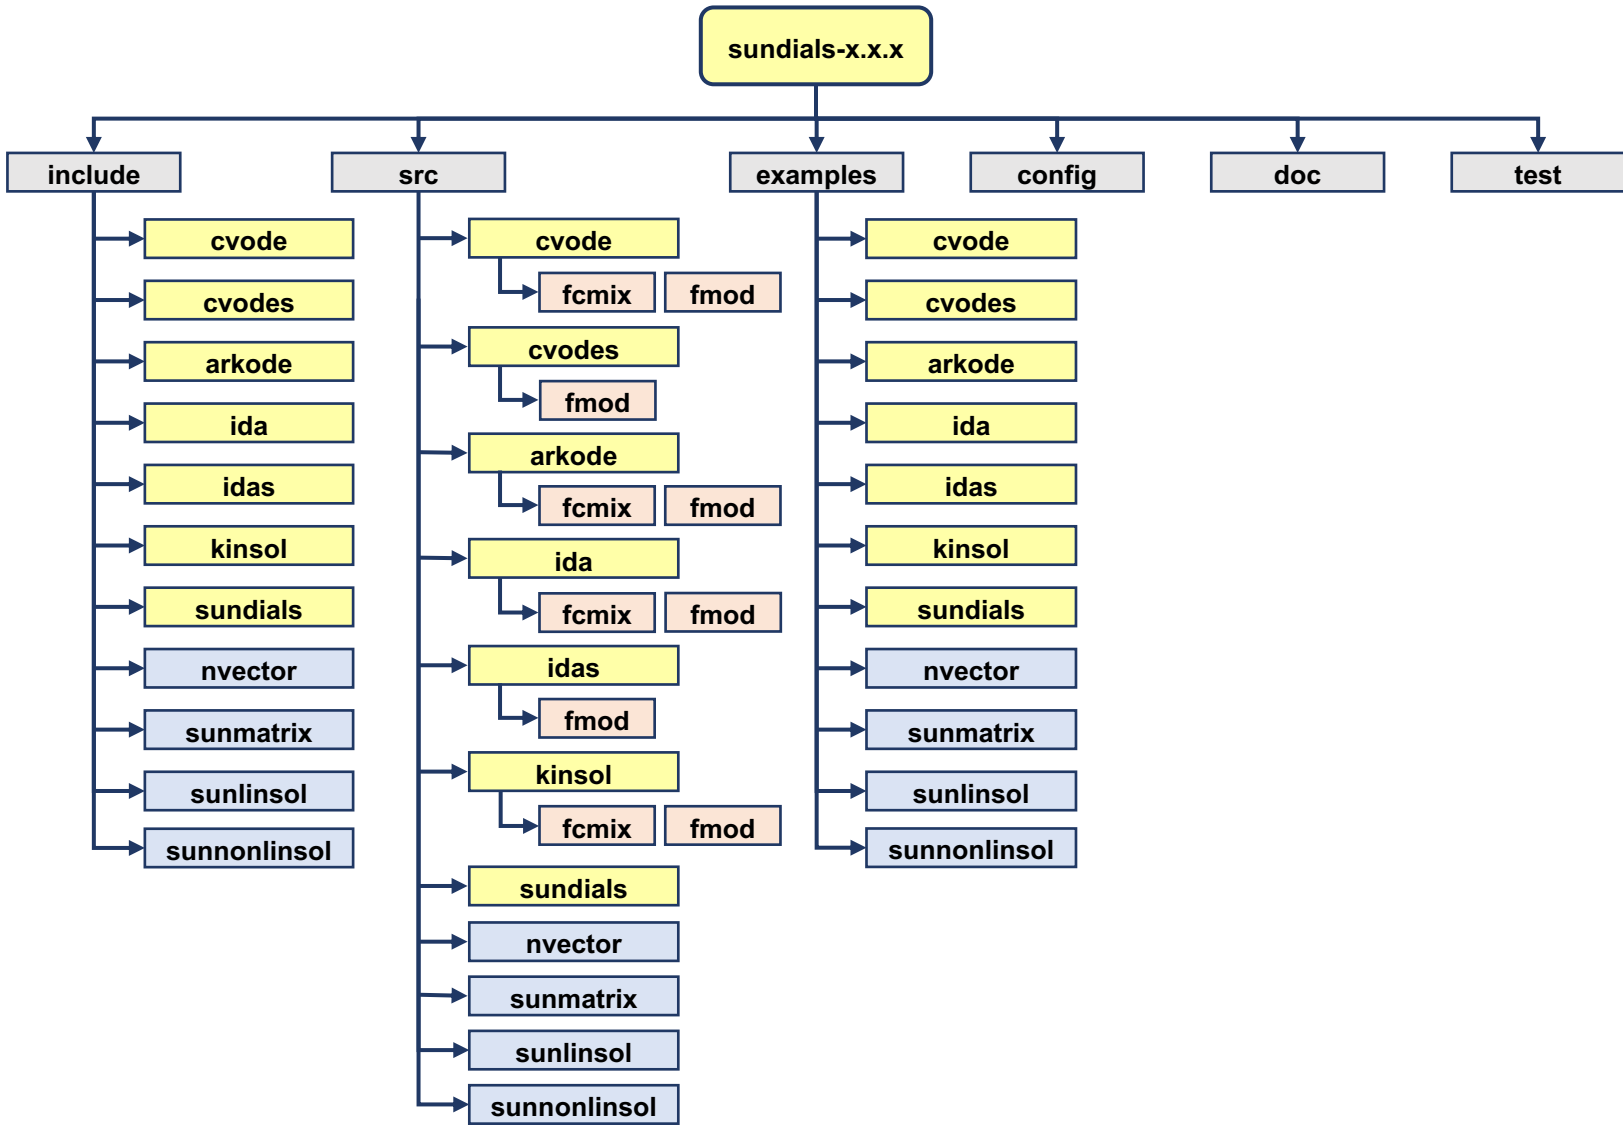 sundials-x.x.x
include
src
examples
config
doc
test
cvode
cvodes
arkode
ida
idas
kinsol
sundials
nvector
sunmatrix
sunlinsol
sunnonlinsol
cvode
fcmix fmod
cvodes
fmod
arkode
fcmix fmod
ida
fcmix fmod
idas
fmod
kinsol
fcmix fmod
sundials
nvector
sunmatrix
sunlinsol
sunnonlinsol
cvode
cvodes
arkode
ida
idas
kinsol
sundials
nvector
sunmatrix
sunlinsol
sunnonlinsol